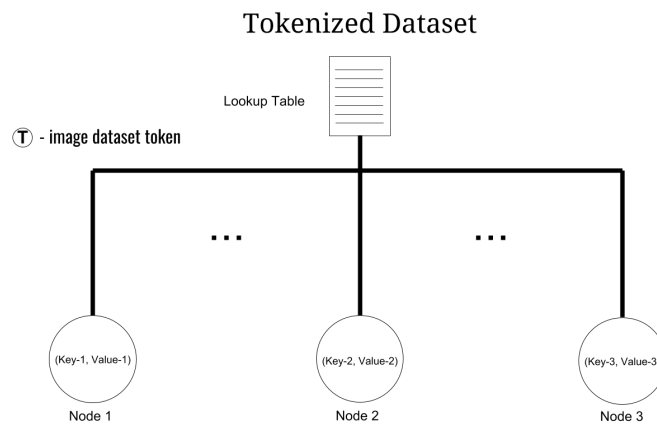 Tokenized Dataset
Lookup Table
T - image dataset token
...
...
(Key-1, Value-1)
(Key-2, Value-2)
(Key-3, Value-3
Node 1
Node 2
Node 3